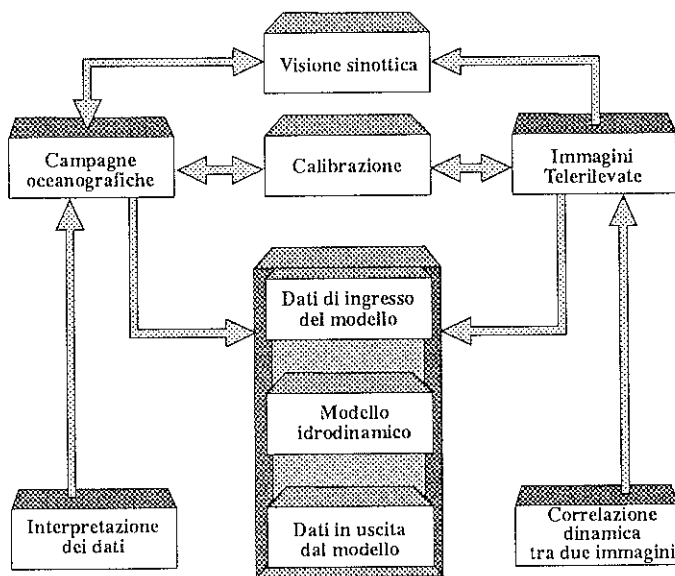 Visione sinottica
Campagne
oceanografiche
Calibrazione
Immagini
Telerilevate
Dati di ingresso
del modello
Modello
idrodinamico
Interpretazione
dei dati
Dati in uscita
dal modello
Correlazione
dinamica
tra due immagini